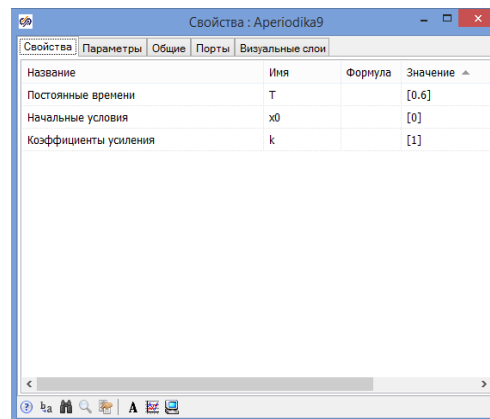 Свойства : Aperiodika9
Свойства Параметры Общие Порты Визуальные слои
Название Имя Формула Значение
Постоянные времени T [0.6]
Начальные условия x0 [0]
Коэффициенты усиления k [1]